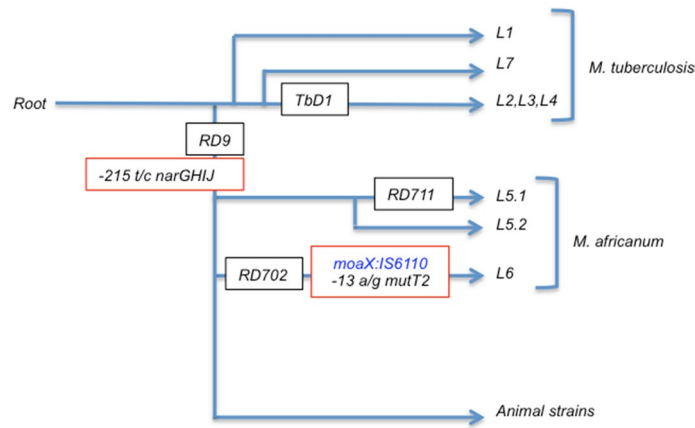 L1
L7
M. tuberculosis
Root
TbD1
L2,L3,L4
RD9
-215 t/c narGHIJ
RD711
L5.1
L5.2
M. africanum
RD702
moaX:IS6110
-13 a/g mutT2
L6
Animal strains